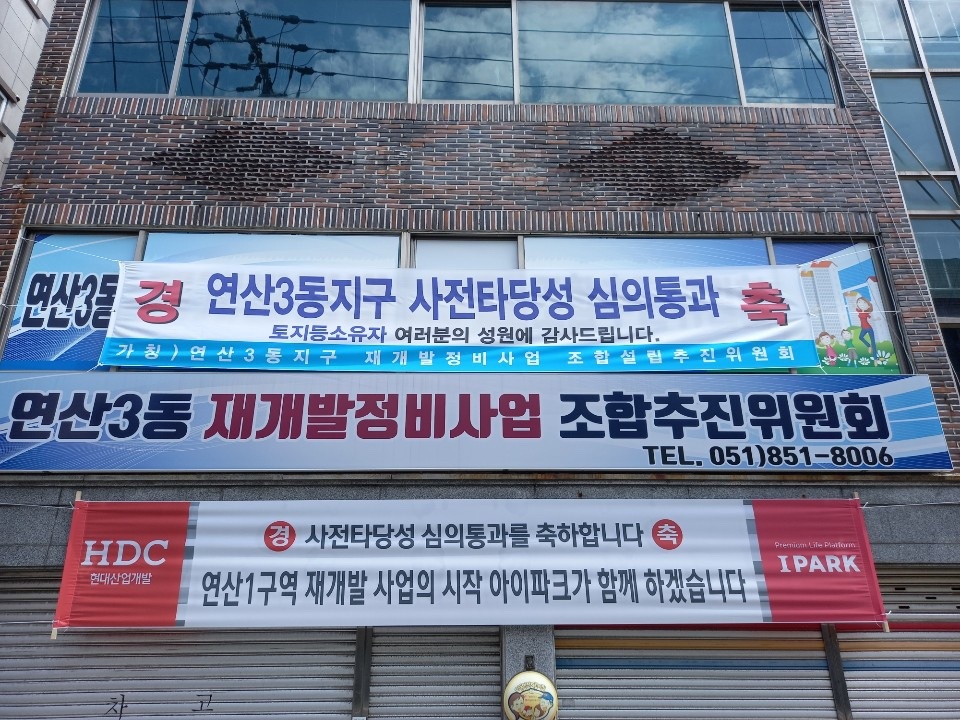 연산3동
경 연산3동지구 사전타당성 심의통과 축
토지등소유자 여러분의 성원에 감사드립니다.
가 칭 ) 연 산 3 동 지 구 재 개 발 정 비 사 업 조 합 설 립 추 진 위 원 회
연산3동 재개발정비사업 조합추진위원회
TEL. 051)851-8006
HDC
현대산업개발
경 사전타당성 심의통과를 축하합니다 축
연산1구역 재개발 사업의 시작 아이파크가 함께 하겠습니다
Premium Life Platform
IPARK
차 고